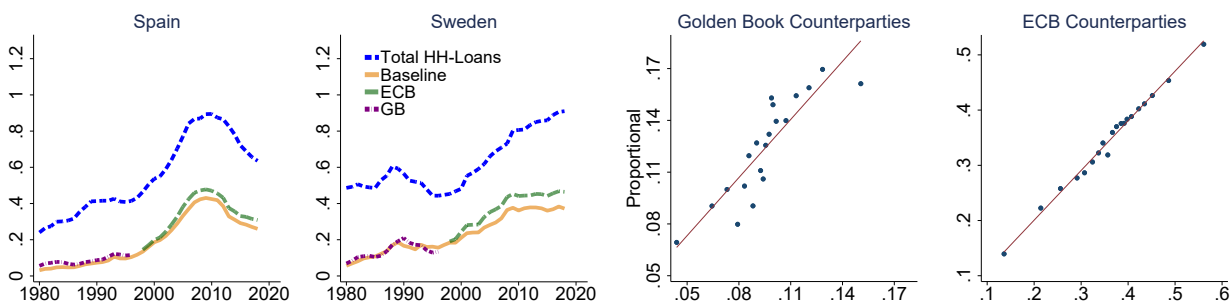 Spain
Sweden
Golden Book Counterparties
ECB Counterparties
0 .2 .4 .6 .8 1 1.2
1980 1990 2000 2010 2020
0 .2 .4 .6 .8 1 1.2
Total HH-Loans
Baseline
ECB
GB
1980 1990 2000 2010 2020
Proportional
.05 .08 .11 .14 .17
.05 .08 .11 .14 .17
.1 .2 .3 .4 .5
.1 .2 .3 .4 .5 .6